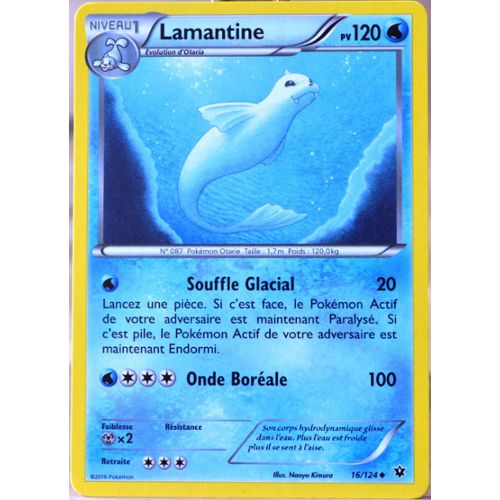 NIVEAU 1 Lamantine PV120
Évolution d'Otaria
N° 087 Pokémon Otarie Taille : 1,7m Poids : 120,0kg
Souffle Glacial 20
Lancez une pièce. Si c'est face, le Pokémon Actif
de votre adversaire est maintenant Paralysé. Si
c'est pile, le Pokémon Actif de votre adversaire est
maintenant Endormi.
Onde Boréale 100
Faiblesse Résistance
×2
Retraite
Son corps hydrodynamique glisse
dans l'eau. Plus l'eau est froide
plus il se sent à l'aise.
©2016 Pokémon Illus. Naoyo Kimura 16/124